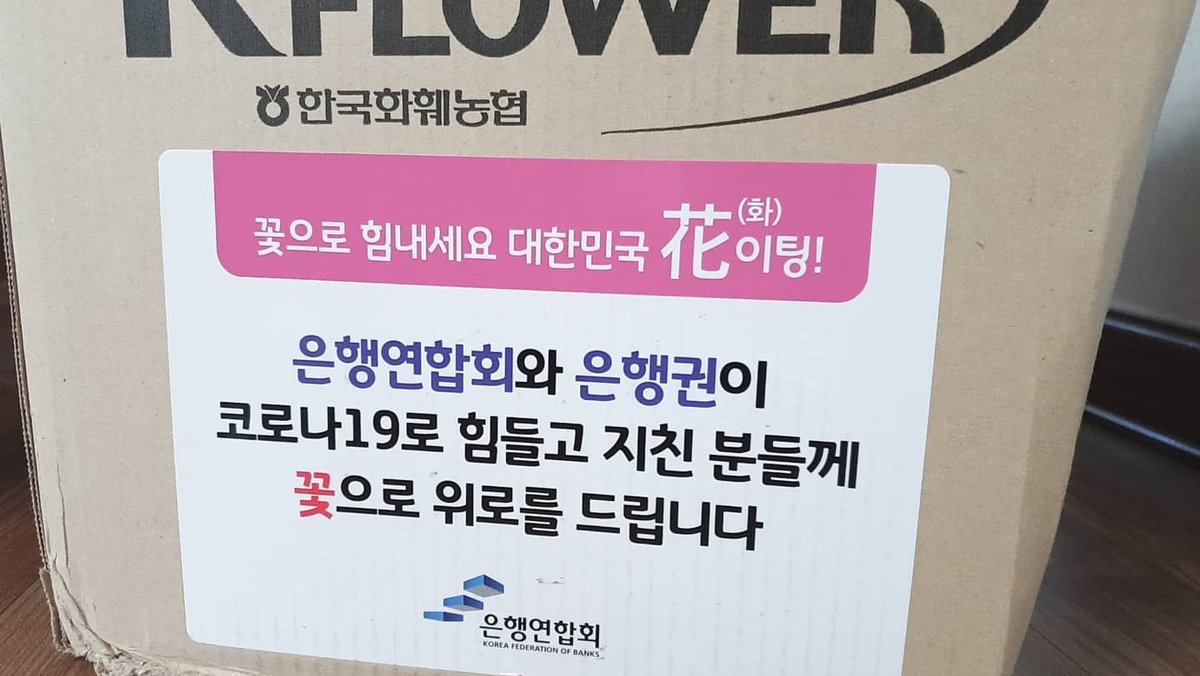 KFLOWER
한국화훼농협
꽃으로 힘내세요 대한민국 花(화)이팅!
은행연합회와 은행권이
코로나19로 힘들고 지친 분들께
꽃으로 위로를 드립니다
은행연합회
KOREA FEDERATION OF BANKS